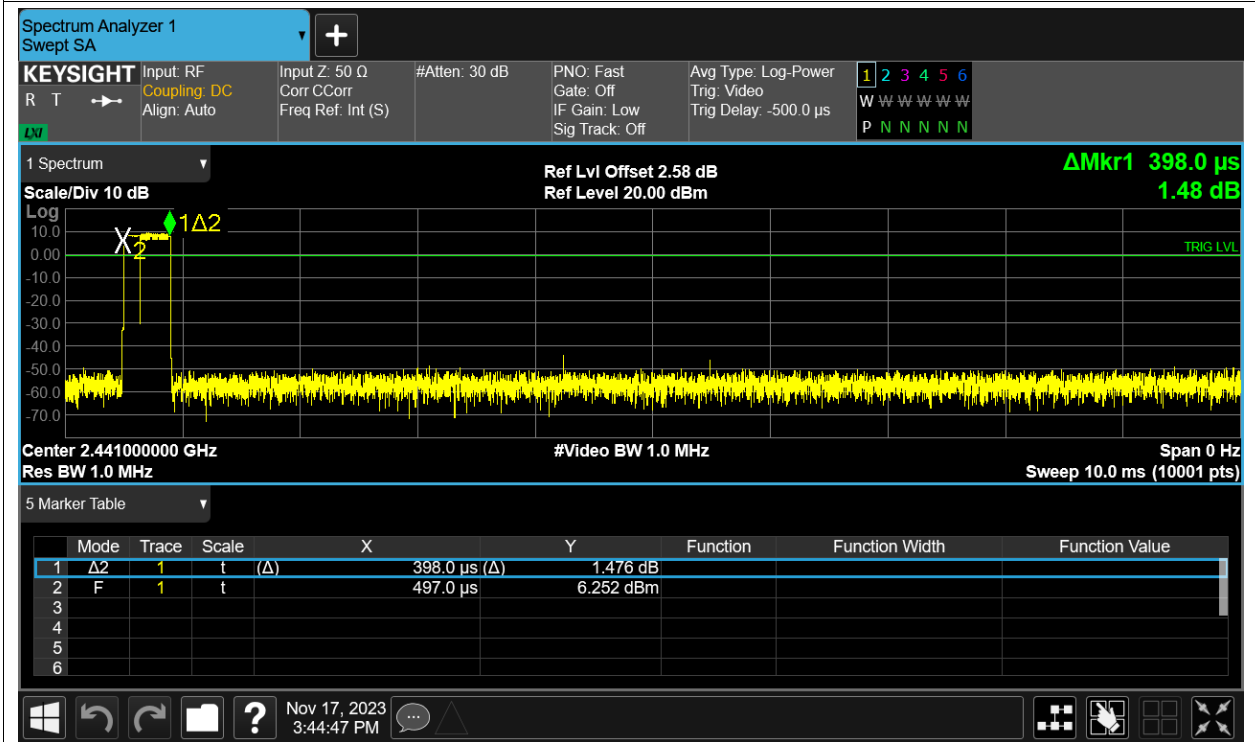 Spectrum Analyzer 1
Swept SA
+
KEYSIGHT
R T
LXI
Input: RF
Coupling: DC
Align: Auto
Input Z: 50 Ω
Corr CCorr
Freq Ref: Int (S)
#Atten: 30 dB
PNO: Fast
Gate: Off
IF Gain: Low
Sig Track: Off
Avg Type: Log-Power
Trig: Video
Trig Delay: -500.0 µs
1 2 3 4 5 6
W W W W W W
P N N N N N
1 Spectrum
Scale/Div 10 dB
Ref Lvl Offset 2.58 dB
Ref Level 20.00 dBm
ΔMkr1 398.0 µs
1.48 dB
Log
10.0
0.00
-10.0
-20.0
-30.0
-40.0
-50.0
-60.0
-70.0
X2
1Δ2
TRIG LVL
Center 2.441000000 GHz
#Video BW 1.0 MHz
Span 0 Hz
Res BW 1.0 MHz
Sweep 10.0 ms (10001 pts)
5 Marker Table
Mode Trace Scale X Y Function Function Width Function Value
1 Δ2 1 t (Δ) 398.0 µs (Δ) 1.476 dB
2 F 1 t 497.0 µs 6.252 dBm
3
4
5
6
?
Nov 17, 2023
3:44:47 PM